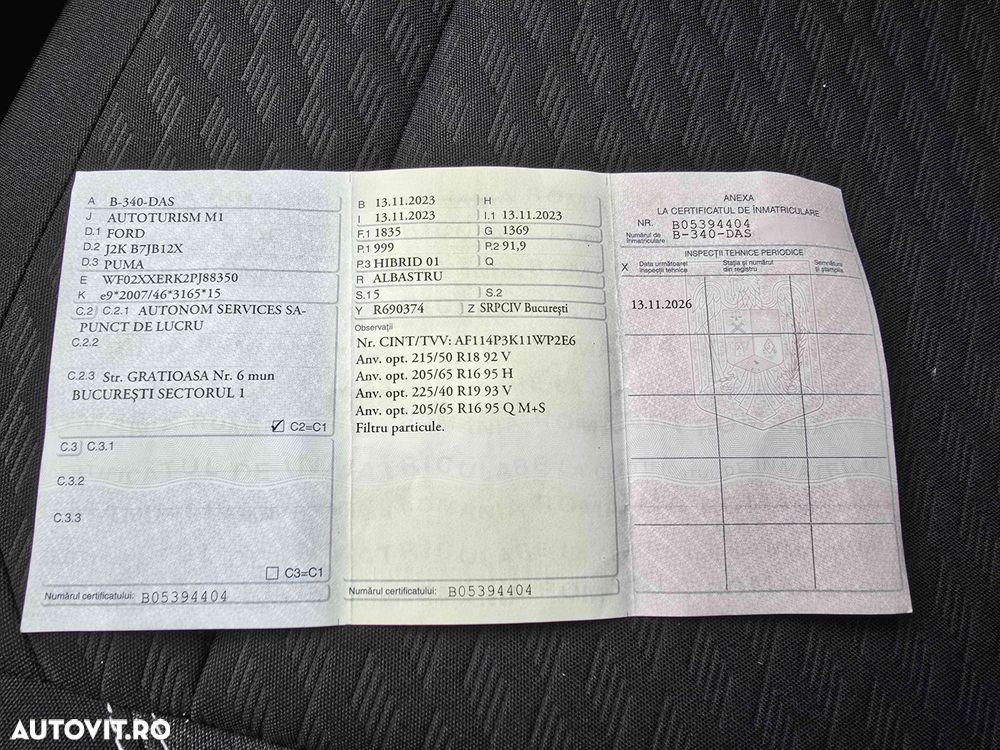 A B-340-DAS
J AUTOTURISM M1
D.1 FORD
D.2 J2K B7JB12X
D.3 PUMA
E WF02XXERK2PJ88350
K e9*2007/46*3165*15
C.2 C.2.1 AUTONOM SERVICES SA-
PUNCT DE LUCRU
C.2.2
C.2.3 Str. GRATIOASA Nr. 6 mun
BUCUREȘTI SECTORUL 1
C2=C1
C.3 C.3.1
C.3.2
C.3.3
C3=C1
Numărul certificatului: B05394404
B 13.11.2023 H
I 13.11.2023 I.1 13.11.2023
F.1 1835 G 1369
P.1 999 P.2 91,9
P.3 HIBRID 01 Q
R ALBASTRU
S.1 5 S.2
Y R690374 Z SRPCIV București
Observații
Nr. CINT/TVV: AF114P3K11WP2E6
Anv. opt. 215/50 R18 92 V
Anv. opt. 205/65 R16 95 H
Anv. opt. 225/40 R19 93 V
Anv. opt. 205/65 R16 95 Q M+S
Filtru particule.
Numărul certificatului: B05394404
ANEXA
LA CERTIFICATUL DE ÎNMATRICULARE
NR. B05394404
Numărul de înmatriculare B-340-DAS
INSPECȚII TEHNICE PERIODICE
X Data următoarei inspecții tehnice Stația și numărul din registru Semnătura și ștampila
13.11.2026
AUTOVIT.RO